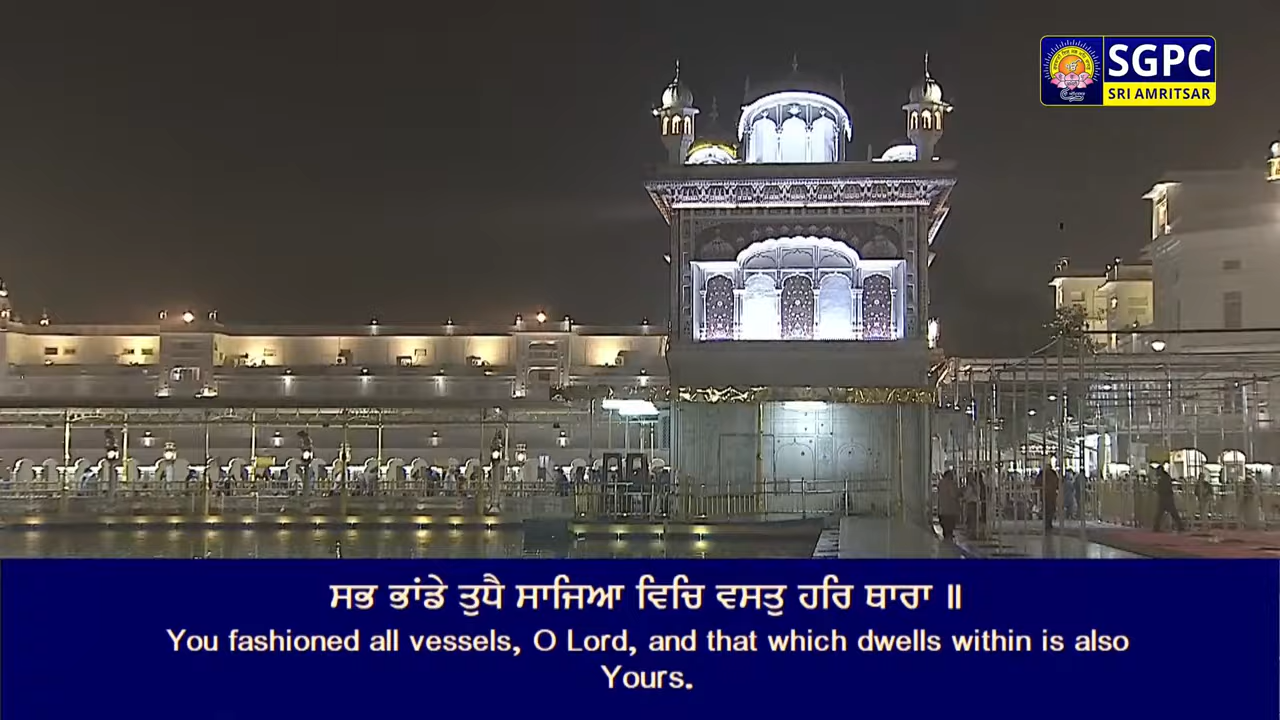 SGPC
SRI AMRITSAR
ਸਭ ਭਾਂਡੇ ਤੁਧੈ ਸਾਜਿਆ ਵਿਚਿ ਵਸਤੁ ਹਰਿ ਥਾਰਾ ॥
You fashioned all vessels, O Lord, and that which dwells within is also
Yours.